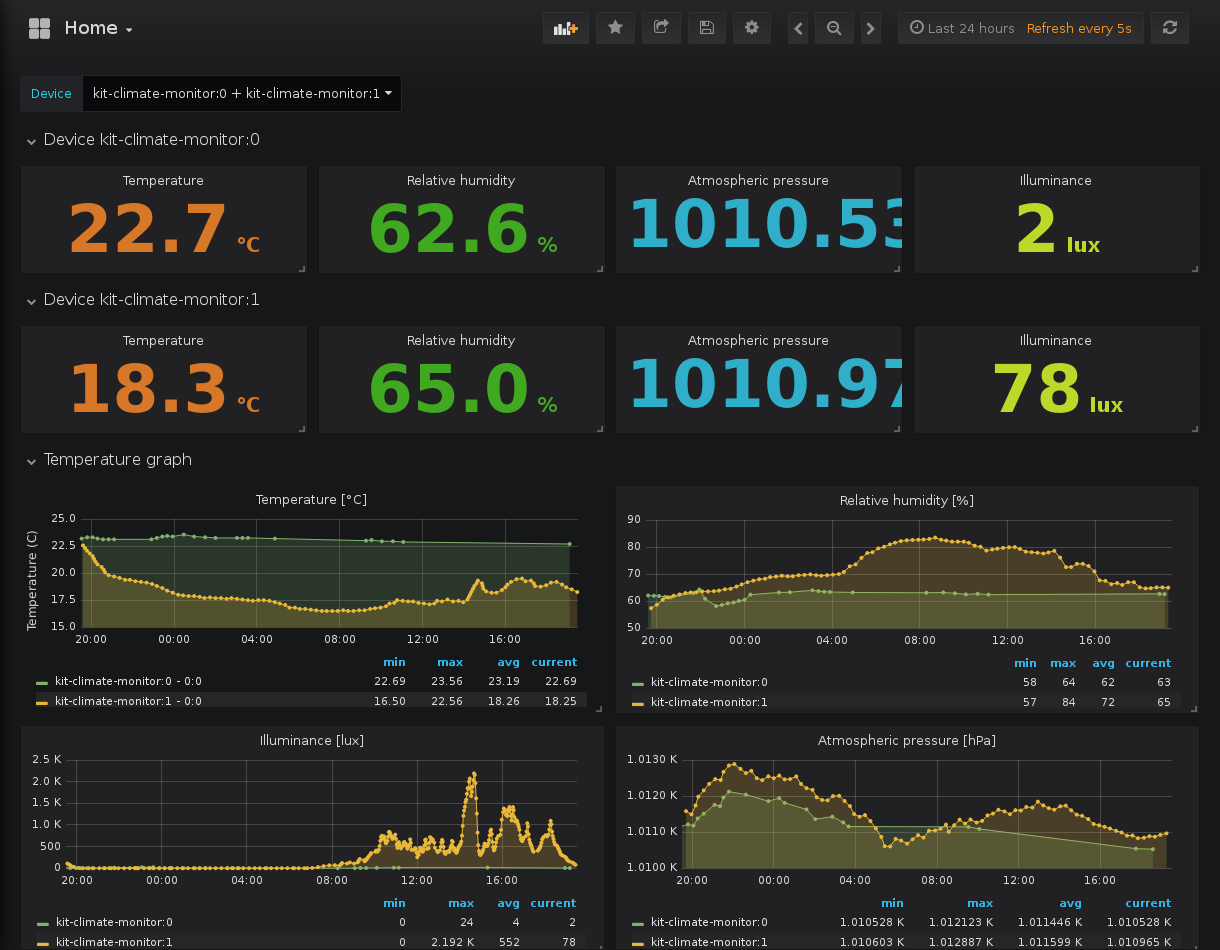 Home
Last 24 hours Refresh every 5s
Device kit-climate-monitor:0 + kit-climate-monitor:1
Device kit-climate-monitor:0
Temperature Relative humidity Atmospheric pressure Illuminance
22.7 °C 62.6 % 1010.53 2 lux
Device kit-climate-monitor:1
Temperature Relative humidity Atmospheric pressure Illuminance
18.3 °C 65.0 % 1010.97 78 lux
Temperature graph
Temperature [°C]
Temperature (C)
25.0
22.5
20.0
17.5
15.0
20:00 00:00 04:00 08:00 12:00 16:00
min max avg current
kit-climate-monitor:0 - 0:0 22.69 23.56 23.19 22.69
kit-climate-monitor:1 - 0:0 16.50 22.56 18.26 18.25
Relative humidity [%]
90
80
70
60
50
20:00 00:00 04:00 08:00 12:00 16:00
min max avg current
kit-climate-monitor:0 58 64 62 63
kit-climate-monitor:1 57 84 72 65
Illuminance [lux]
2.5 K
2.0 K
1.5 K
1.0 K
500
0
20:00 00:00 04:00 08:00 12:00 16:00
min max avg current
kit-climate-monitor:0 0 24 4 2
kit-climate-monitor:1 0 2.192 K 552 78
Atmospheric pressure [hPa]
1.0130 K
1.0120 K
1.0110 K
1.0100 K
20:00 00:00 04:00 08:00 12:00 16:00
min max avg current
kit-climate-monitor:0 1.010528 K 1.012123 K 1.011446 K 1.010528 K
kit-climate-monitor:1 1.010603 K 1.012887 K 1.011599 K 1.010965 K